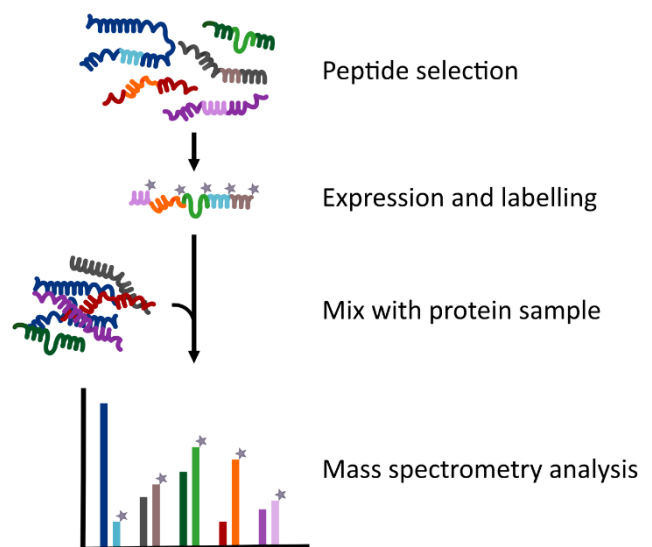 Peptide selection
Expression and labelling
Mix with protein sample
Mass spectrometry analysis